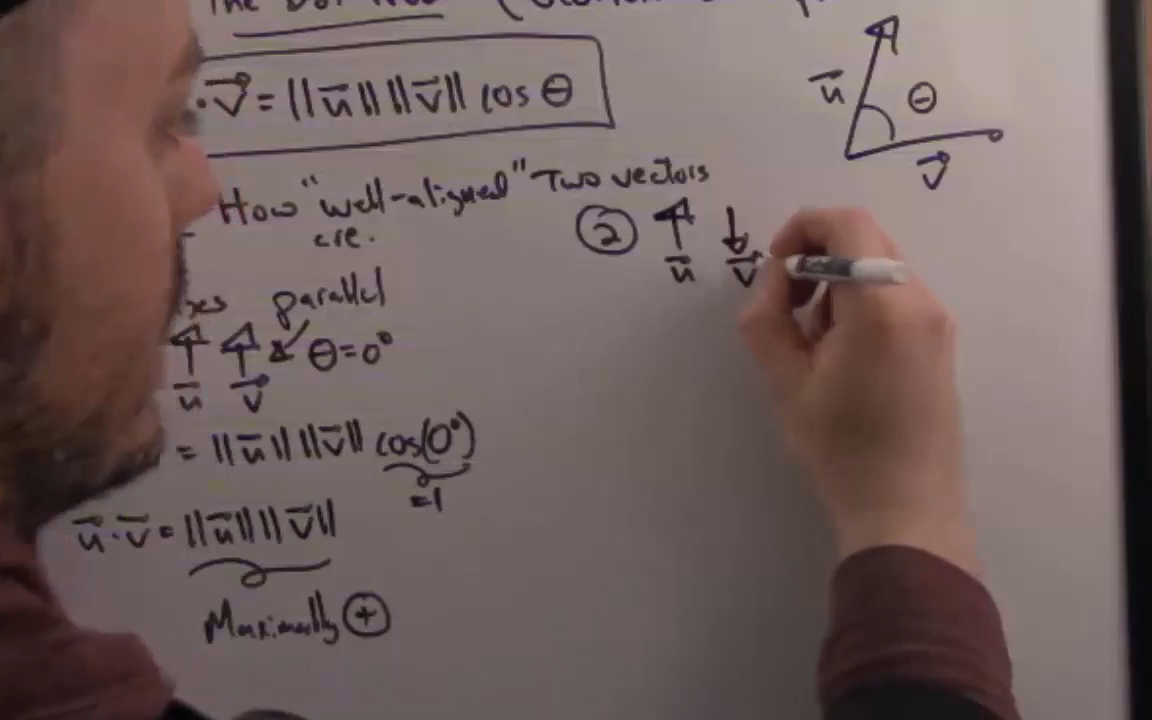 The Dot
· v⃗ = ||u⃗|| ||v⃗|| cos θ
u⃗
θ
v⃗
How "well-aligned" Two vectors
are.
②
u⃗ v⃗
parallel
θ=0°
u⃗ v⃗
= ||u⃗|| ||v⃗|| cos(0°)
=1
u⃗·v⃗ = ||u⃗|| ||v⃗||
Maximally ⊕